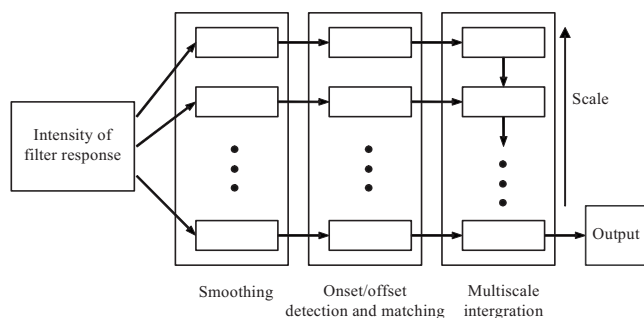 Intensity of
filter response
Scale
Output
Smoothing
Onset/offset
detection and matching
Multiscale
intergration